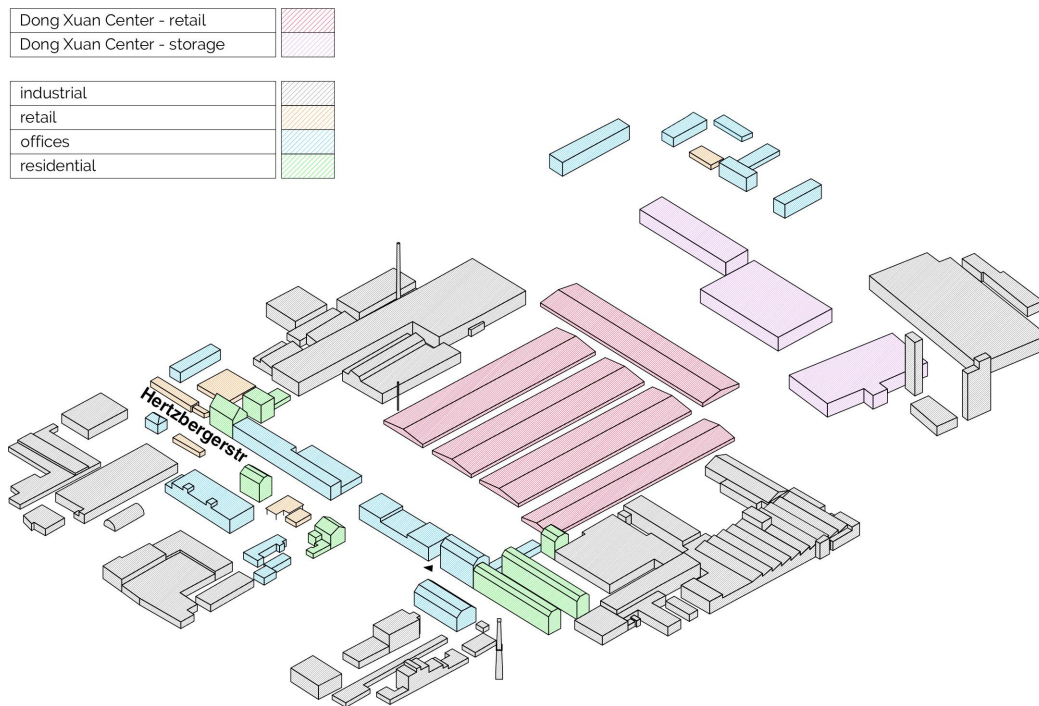 Dong Xuan Center - retail
Dong Xuan Center - storage
industrial
retail
offices
residential
Hertzbergerstr